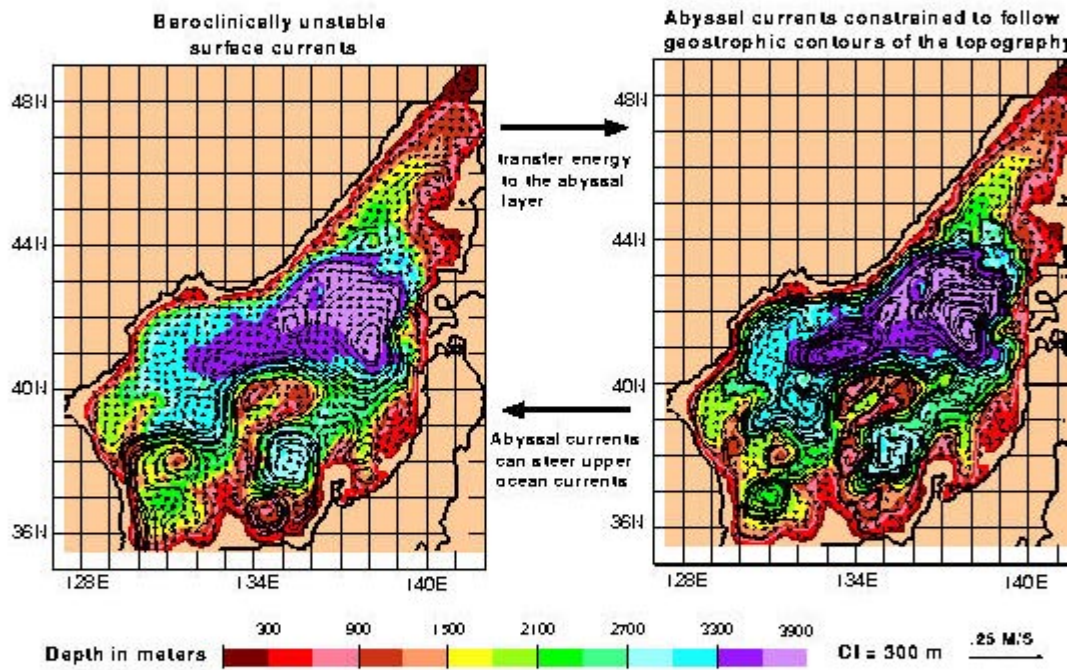 Baroclinically unstable
surface currents
Abyssal currents constrained to follow
geostrophic contours of the topography
48N
44N
40N
36N
128E
134E
140E
transfer energy
to the abyssal
layer
Abyssal currents
can steer upper
ocean currents
48N
44N
40N
36N
128E
134E
140E
300
900
1500
2100
2700
3300
3900
Depth in meters
CI = 300 m
.25 M/S